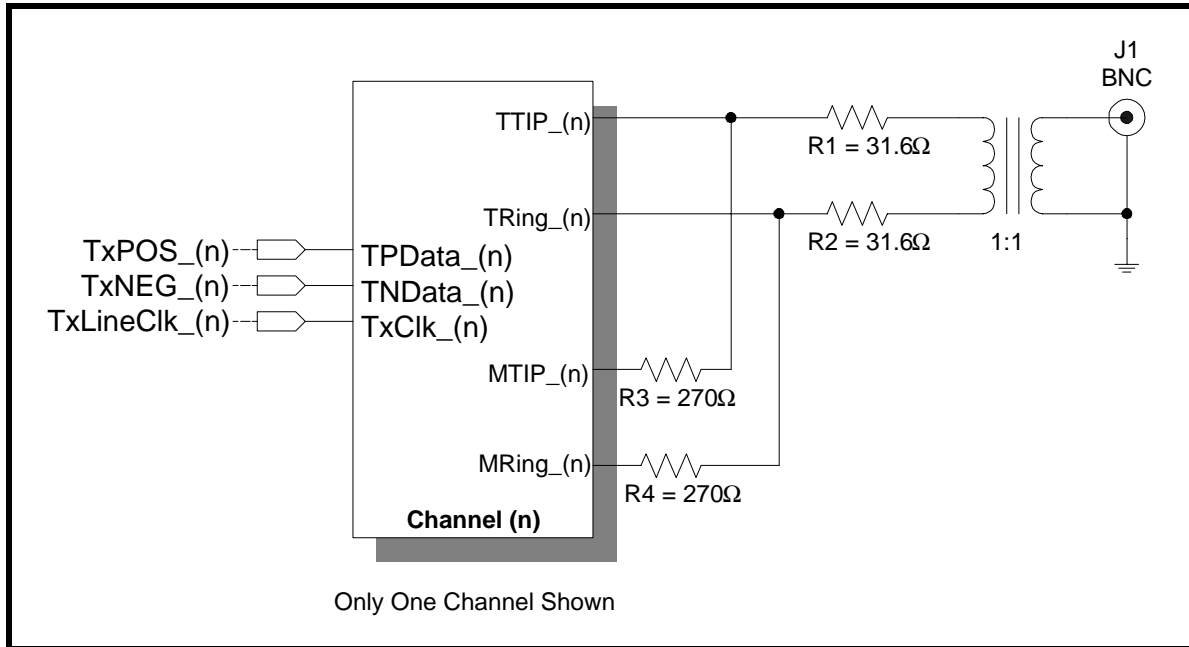 J1
BNC
TTIP_(n)
R1 = 31.6Ω
TRing_(n)
R2 = 31.6Ω
1:1
TxPOS_(n)
TPData_(n)
TxNEG_(n)
TNData_(n)
TxLineClk_(n)
TxClk_(n)
MTIP_(n)
R3 = 270Ω
MRing_(n)
R4 = 270Ω
Channel (n)
Only One Channel Shown